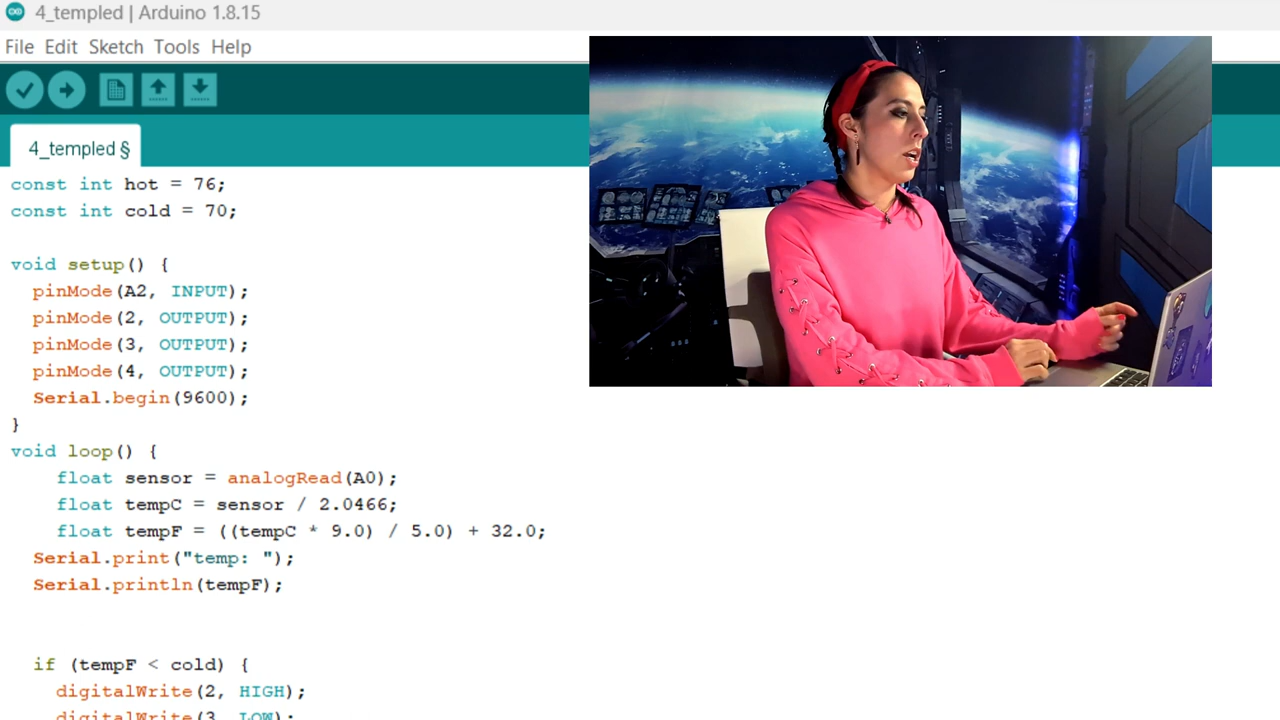 4_templed | Arduino 1.8.15
File Edit Sketch Tools Help
4_templed §
const int hot = 76;
const int cold = 70;
void setup() {
pinMode(A2, INPUT);
pinMode(2, OUTPUT);
pinMode(3, OUTPUT);
pinMode(4, OUTPUT);
Serial.begin(9600);
}
void loop() {
float sensor = analogRead(A0);
float tempC = sensor / 2.0466;
float tempF = ((tempC * 9.0) / 5.0) + 32.0;
Serial.print("temp: ");
Serial.println(tempF);
if (tempF < cold) {
digitalWrite(2, HIGH);
digitalWrite(3, LOW);